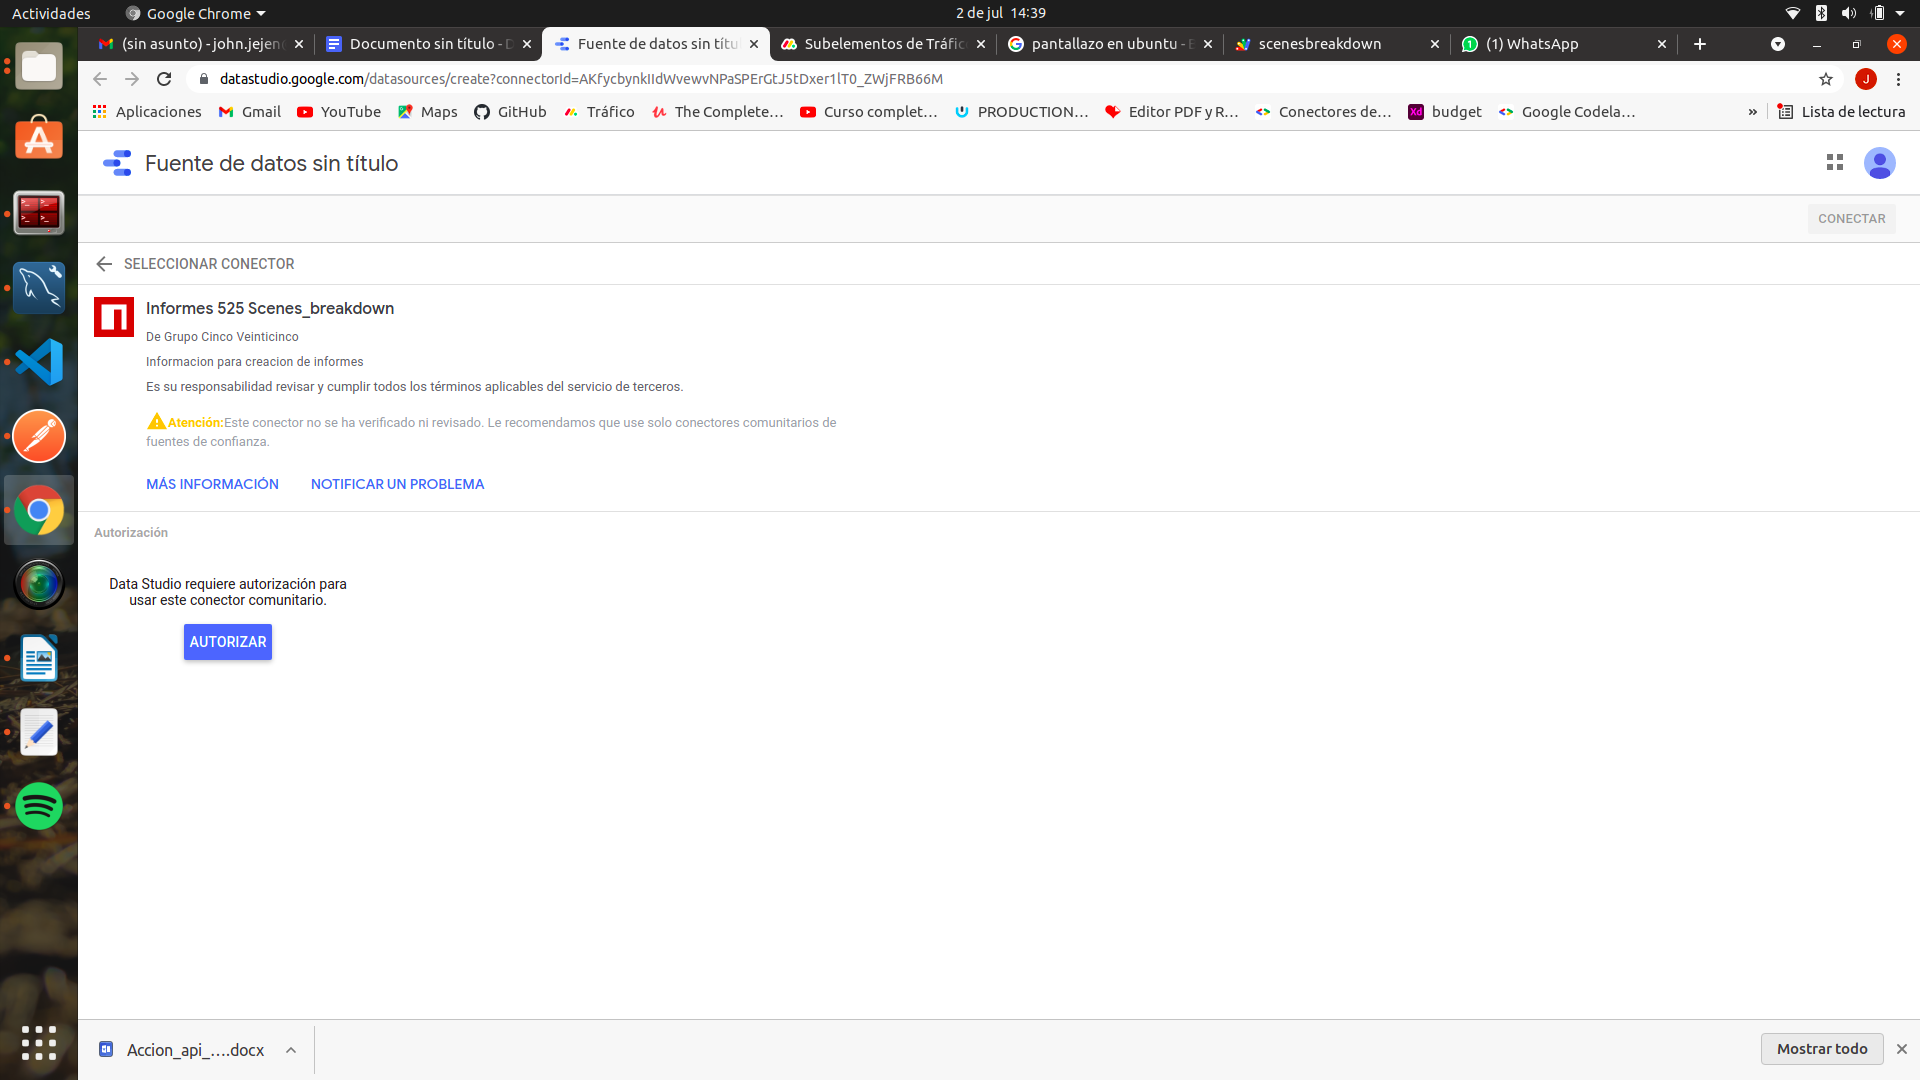 Actividades
Google Chrome
2 de jul 14:39
(sin asunto) - john.jejen
Documento sin título - D
Fuente de datos sin títu
Subelementos de Tráfic
pantallazo en ubuntu - B
scenesbreakdown
(1) WhatsApp
datastudio.google.com/datasources/create?connectorId=AKfycbynkIIdWvewvNPaSPErGtJ5tDxer1lT0_ZWjFRB66M
J
Aplicaciones
Gmail
YouTube
Maps
GitHub
Tráfico
The Complete…
Curso complet…
PRODUCTION…
Editor PDF y R…
Conectores de…
Xd
budget
Google Codela…
»
Lista de lectura
Fuente de datos sin título
CONECTAR
SELECCIONAR CONECTOR
Informes 525 Scenes_breakdown
De Grupo Cinco Veinticinco
Informacion para creacion de informes
Es su responsabilidad revisar y cumplir todos los términos aplicables del servicio de terceros.
Atención:Este conector no se ha verificado ni revisado. Le recomendamos que use solo conectores comunitarios de
fuentes de confianza.
MÁS INFORMACIÓN
NOTIFICAR UN PROBLEMA
Autorización
Data Studio requiere autorización para
usar este conector comunitario.
AUTORIZAR
Accion_api_....docx
Mostrar todo